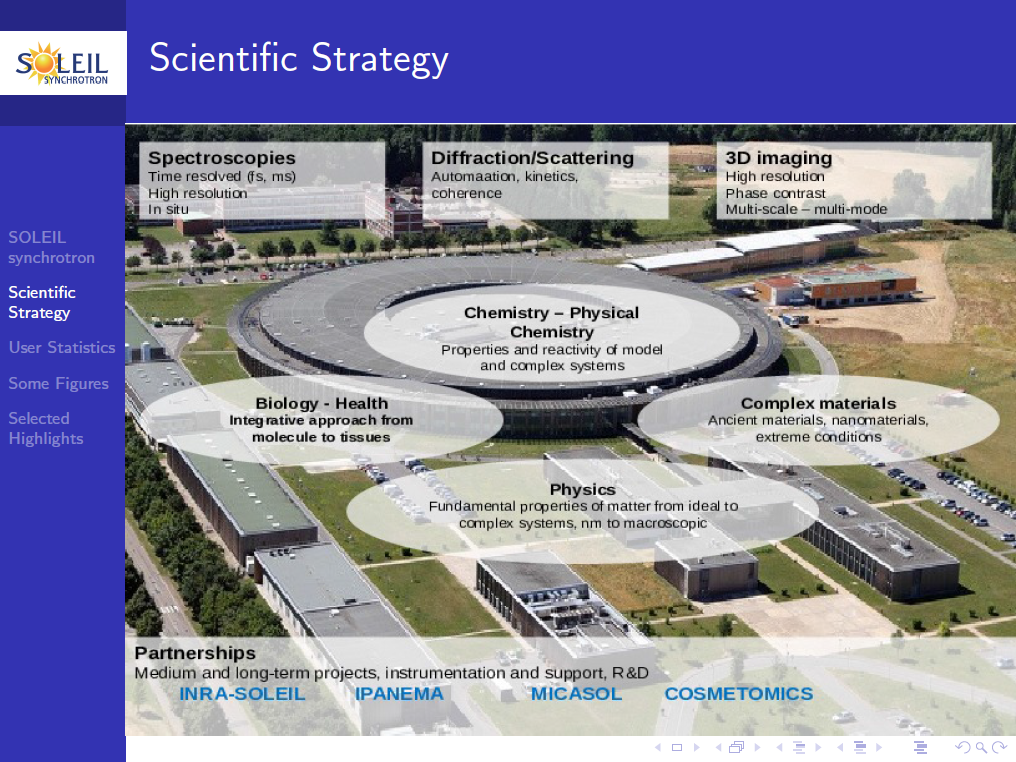 SOLEIL
SYNCHROTRON
Scientific Strategy
SOLEIL
synchrotron
Scientific
Strategy
User Statistics
Some Figures
Selected
Highlights
Spectroscopies
Time resolved (fs, ms)
High resolution
In situ
Diffraction/Scattering
Automaation, kinetics,
coherence
3D imaging
High resolution
Phase contrast
Multi-scale – multi-mode
Chemistry – Physical
Chemistry
Properties and reactivity of model
and complex systems
Biology - Health
Integrative approach from
molecule to tissues
Complex materials
Ancient materials, nanomaterials,
extreme conditions
Physics
Fundamental properties of matter from ideal to
complex systems, nm to macroscopic
Partnerships
Medium and long-term projects, instrumentation and support, R&D
INRA-SOLEIL IPANEMA MICASOL COSMETOMICS